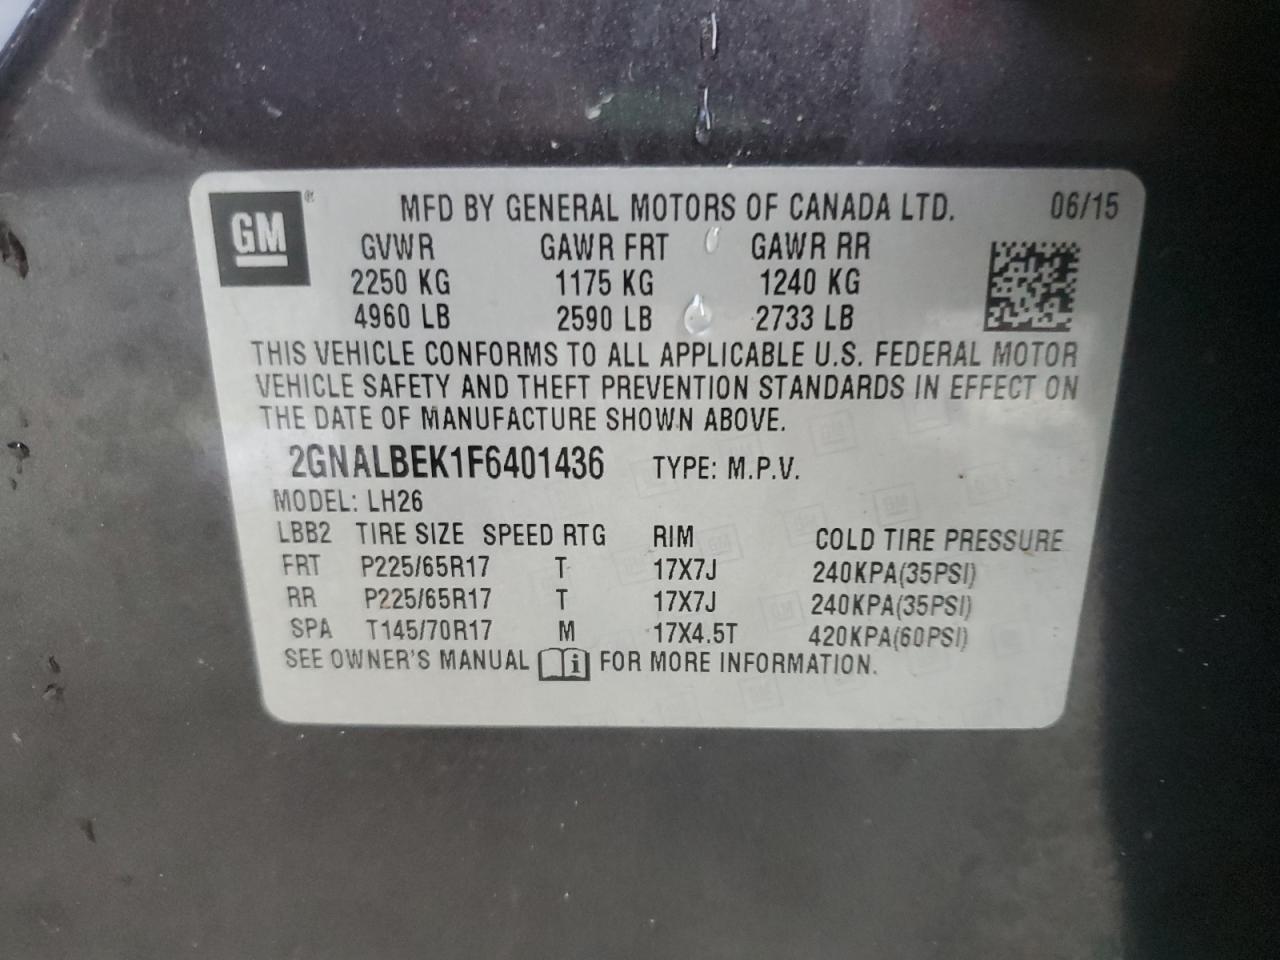 GM ® MFD BY GENERAL MOTORS OF CANADA LTD. 06/15
GVWR GAWR FRT GAWR RR
2250 KG 1175 KG 1240 KG
4960 LB 2590 LB 2733 LB
THIS VEHICLE CONFORMS TO ALL APPLICABLE U.S. FEDERAL MOTOR
VEHICLE SAFETY AND THEFT PREVENTION STANDARDS IN EFFECT ON
THE DATE OF MANUFACTURE SHOWN ABOVE.
2GNALBEK1F6401436 TYPE: M.P.V.
MODEL: LH26
LBB2 TIRE SIZE SPEED RTG RIM COLD TIRE PRESSURE
FRT P225/65R17 T 17X7J 240KPA(35PSI)
RR P225/65R17 T 17X7J 240KPA(35PSI)
SPA T145/70R17 M 17X4.5T 420KPA(60PSI)
SEE OWNER'S MANUAL i FOR MORE INFORMATION.